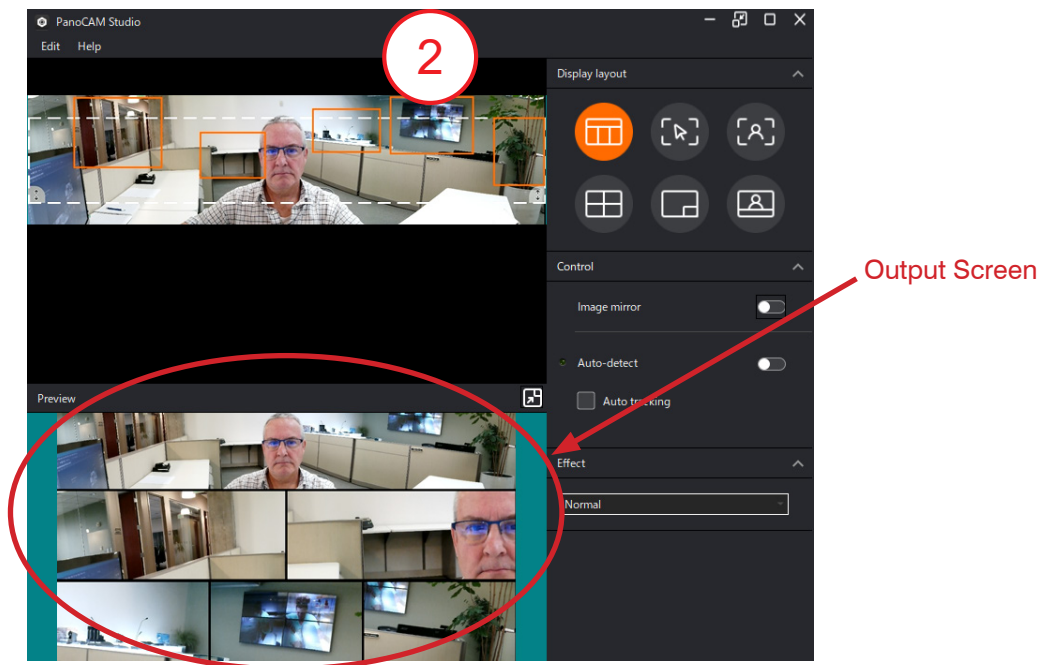 PanoCAM Studio
Edit Help
2
Display layout
Control
Output Screen
Image mirror
Auto-detect
Auto tracking
Preview
Effect
Normal